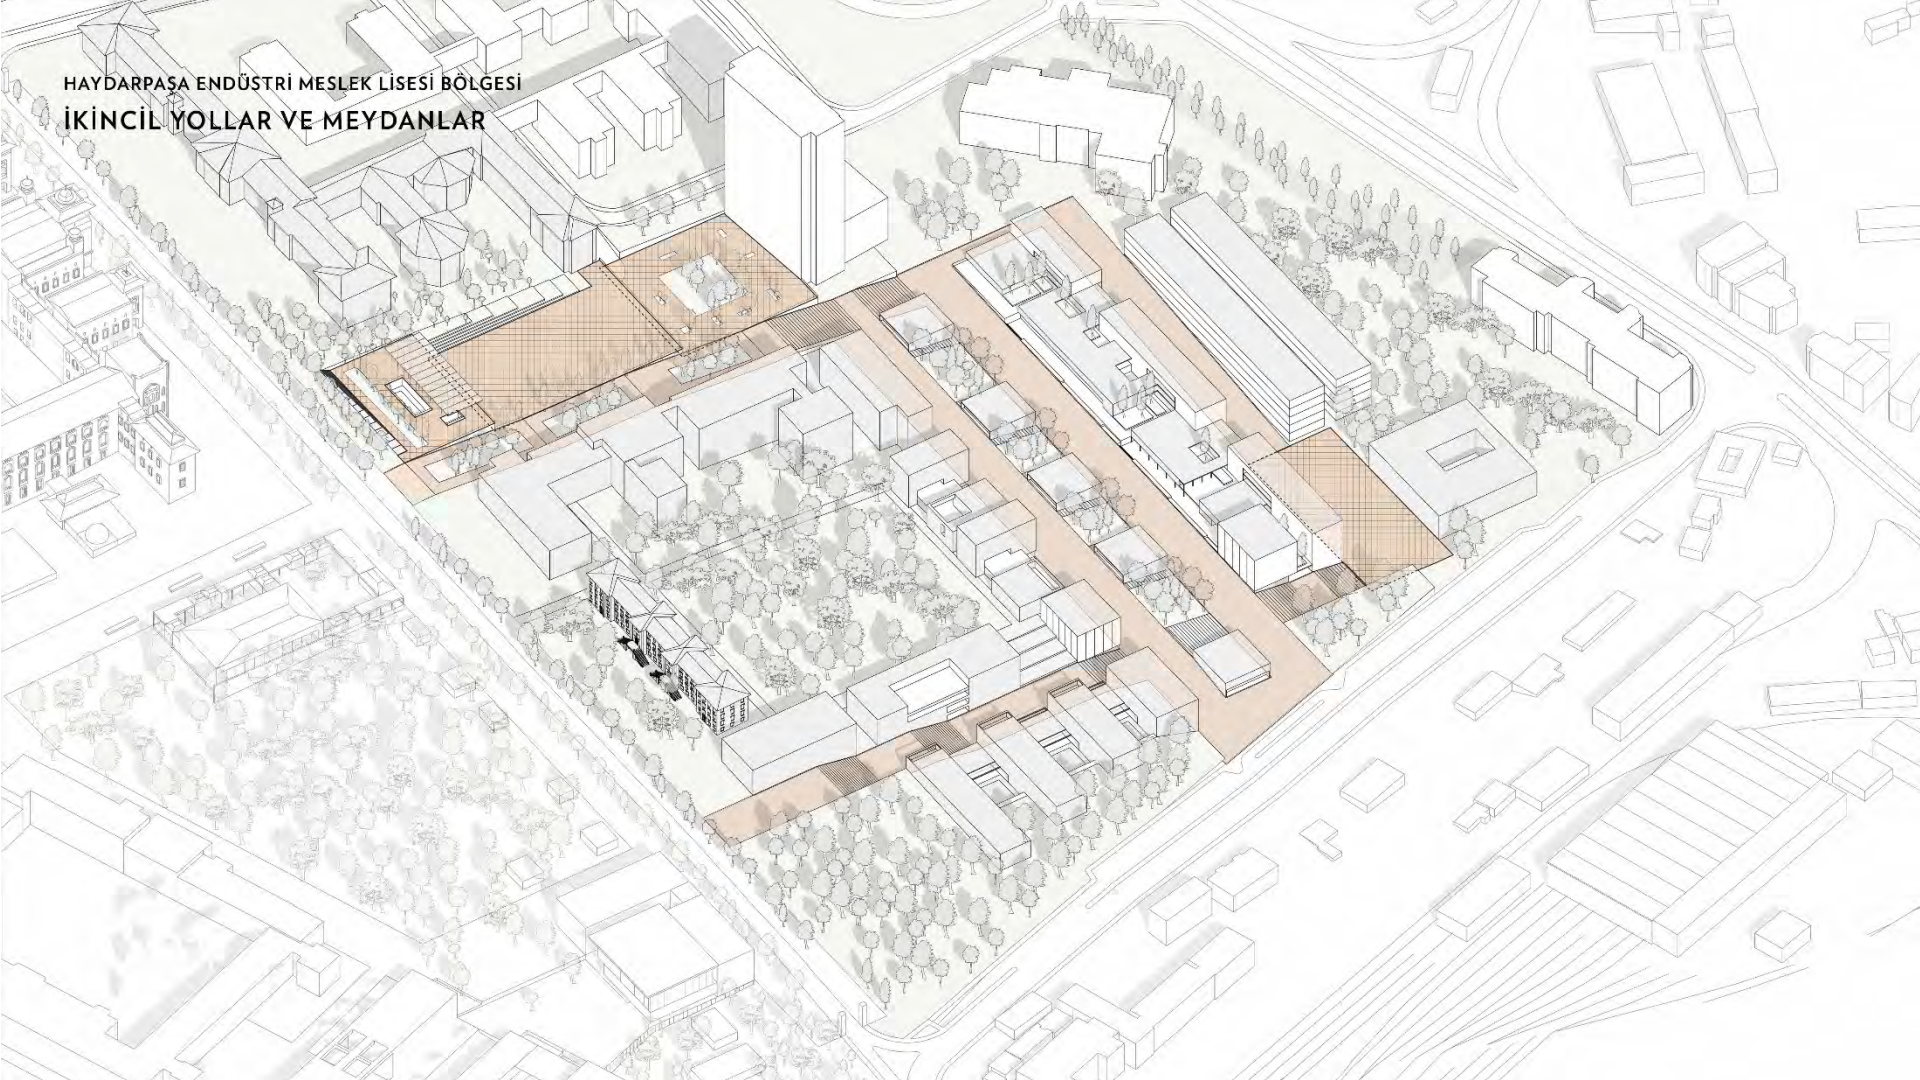 HAYDARPAŞA ENDÜSTRİ MESLEK LİSESİ BÖLGESİ
İKİNCİL YOLLAR VE MEYDANLAR